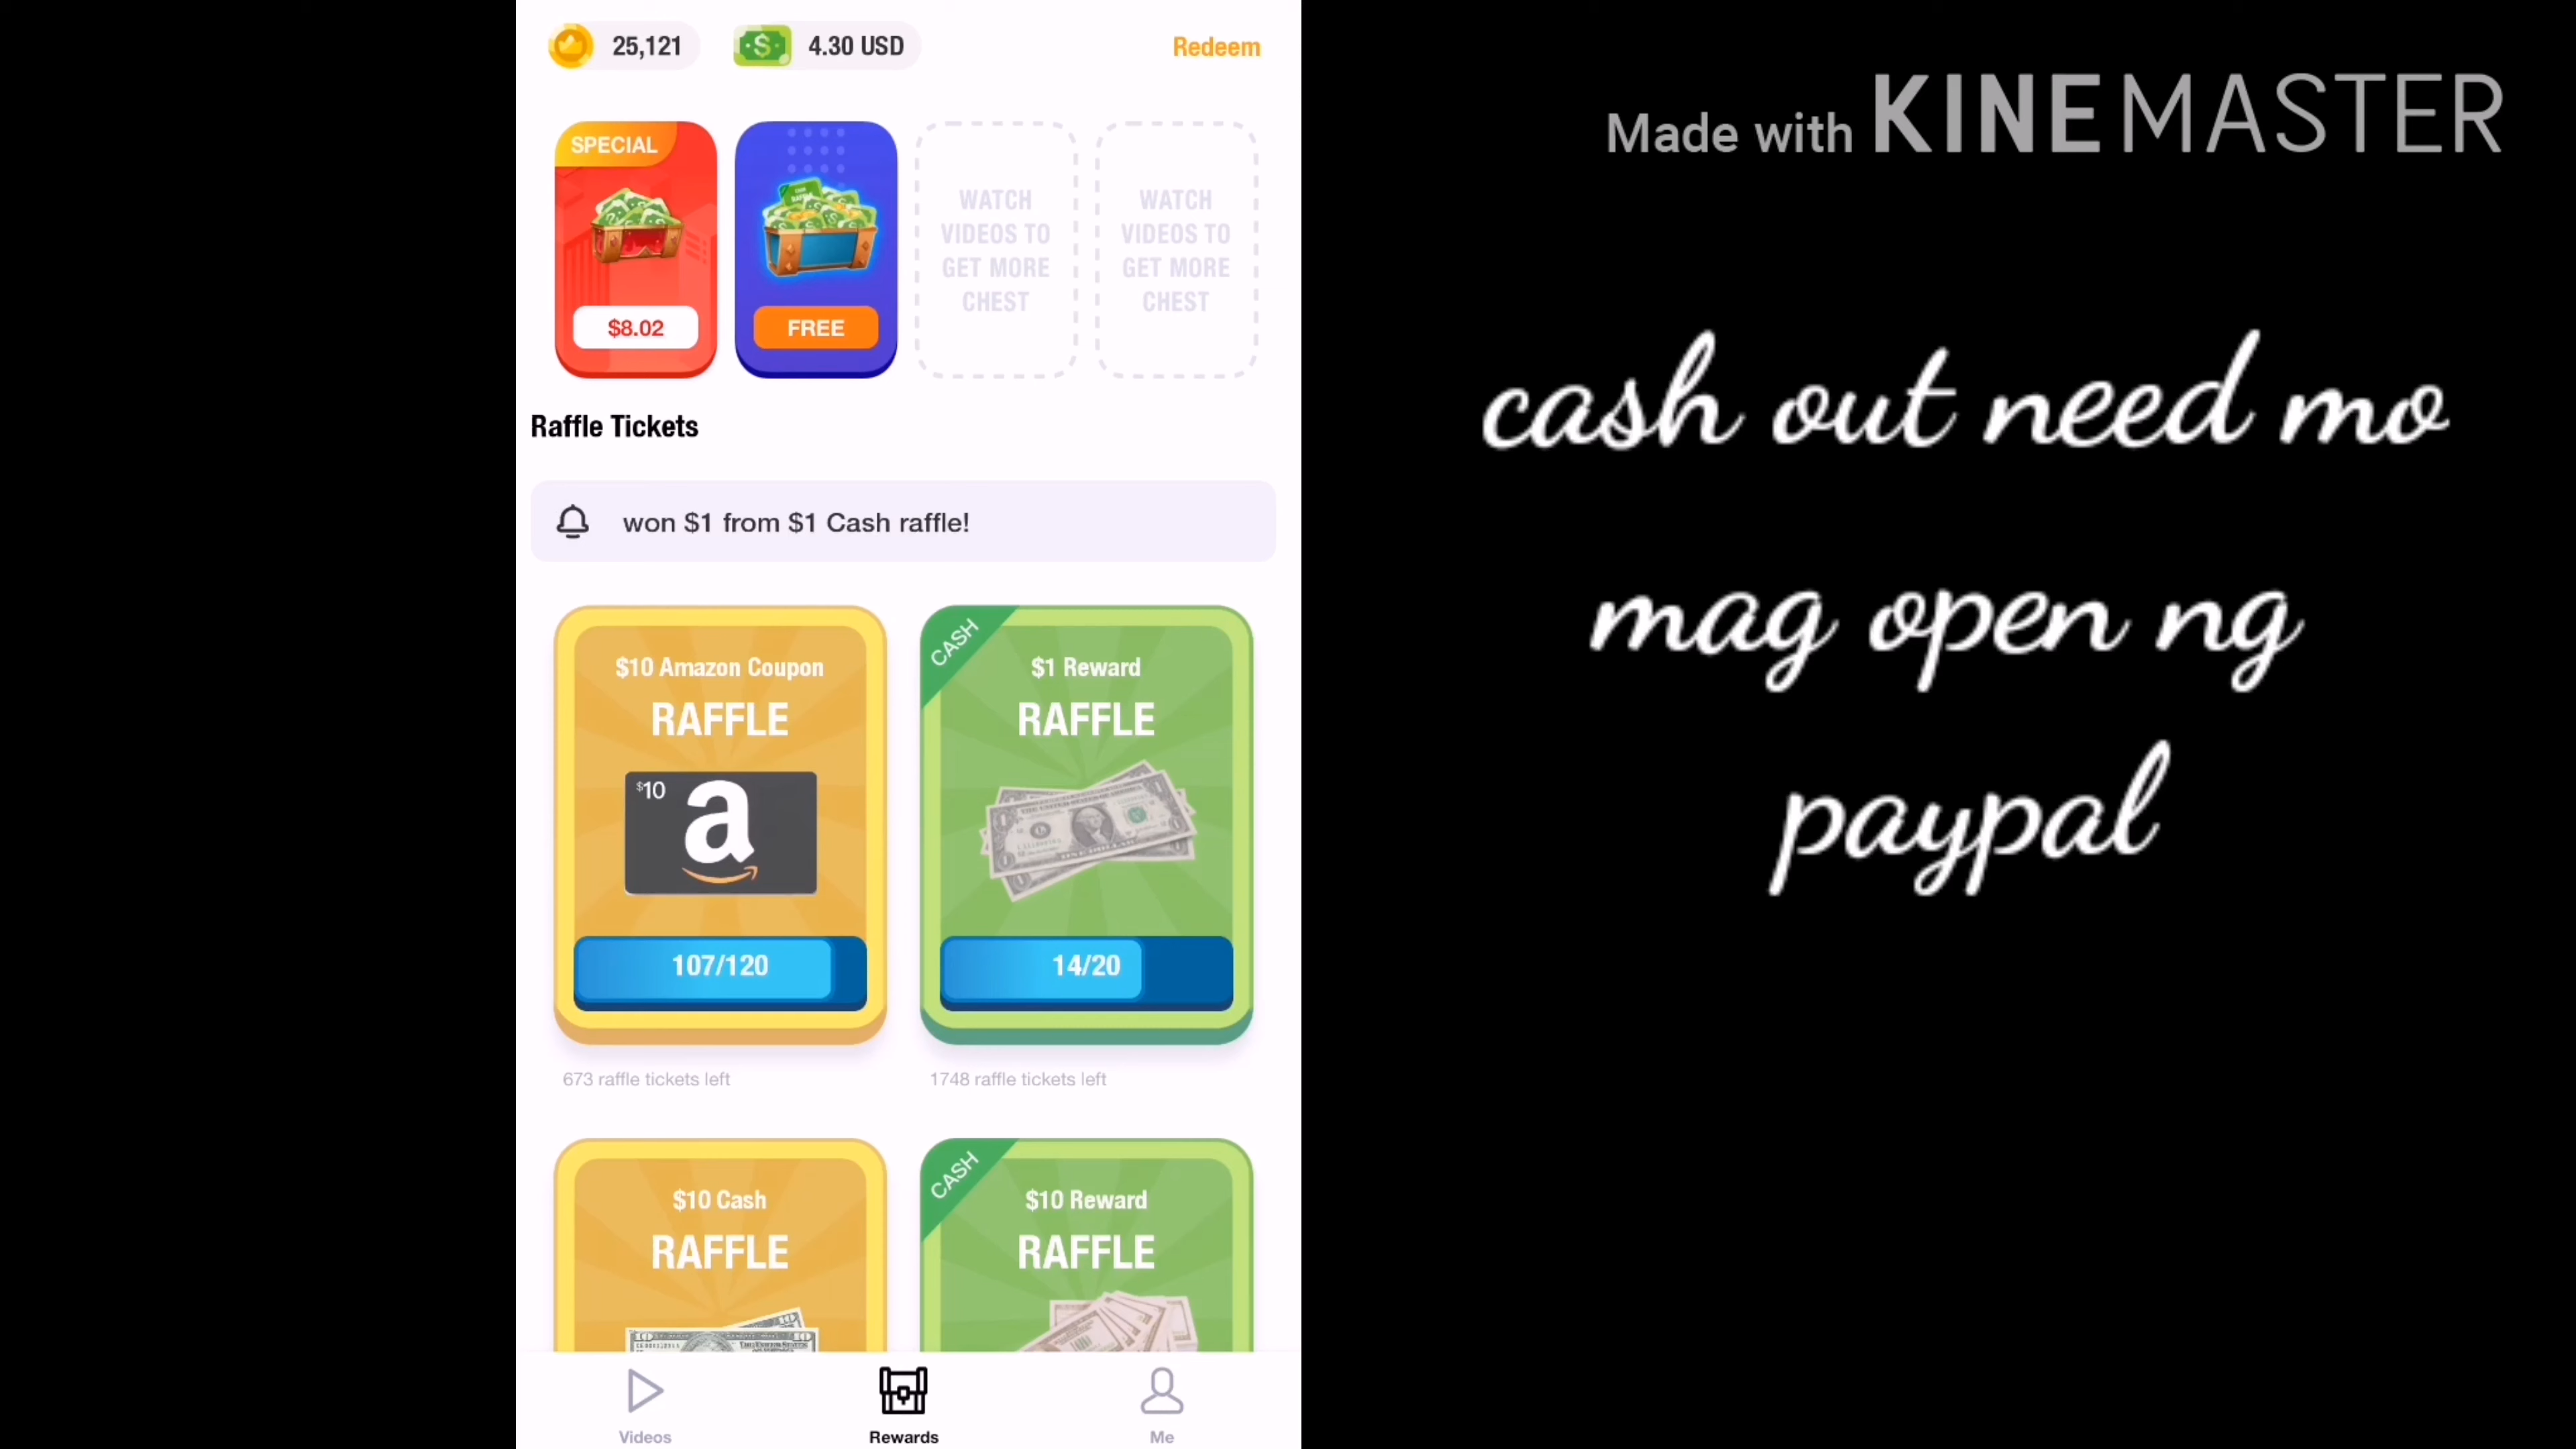 25,121
4.30 USD
Redeem
SPECIAL
$8.02
FREE
WATCH
VIDEOS TO
GET MORE
CHEST
WATCH
VIDEOS TO
GET MORE
CHEST
Raffle Tickets
won $1 from $1 Cash raffle!
$10 Amazon Coupon
RAFFLE
$10
a
107/120
673 raffle tickets left
CASH
$1 Reward
RAFFLE
14/20
1748 raffle tickets left
$10 Cash
RAFFLE
CASH
$10 Reward
RAFFLE
Videos
Rewards
Me
Made with KINEMASTER
cash out need mo
mag open ng
paypal